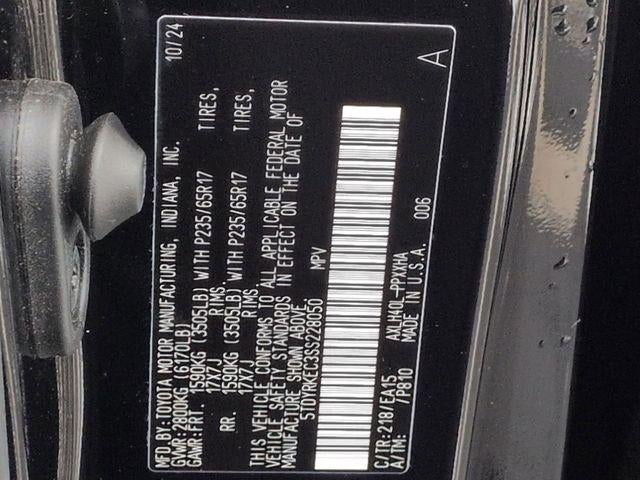 MFD.BY:TOYOTA MOTOR MANUFACTURING, INDIANA, INC. 10/24
GVWR:2800KG (6170LB)
GAWR:FRT. 1590KG (3505LB) WITH P235/65R17 TIRES,
17X7J RIMS,
RR. 1590KG (3505LB) WITH P235/65R17 TIRES,
17X7J RIMS.
THIS VEHICLE CONFORMS TO ALL APPLICABLE FEDERAL MOTOR
VEHICLE SAFETY STANDARDS IN EFFECT ON THE DATE OF
MANUFACTURE SHOWN ABOVE.
5TDYRKEC3SS228050 MPV
C/TR:218/EA15 AXLH40L-PPXXHA 006 A
A/TM: /P810 MADE IN U.S.A.